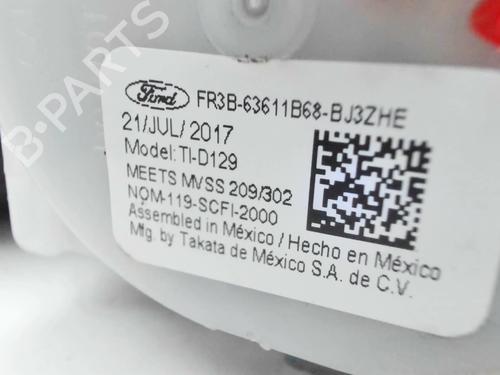 Ford FR3B-63611B68-BJ3ZHE
21/JUL/2017
Model: TI-D129
MEETS MVSS 209/302
NOM-119-SCFI-2000
Assembled in México / Hecho en México
Mfg. by Takata de México S.A. de C.V.
B-PARTS